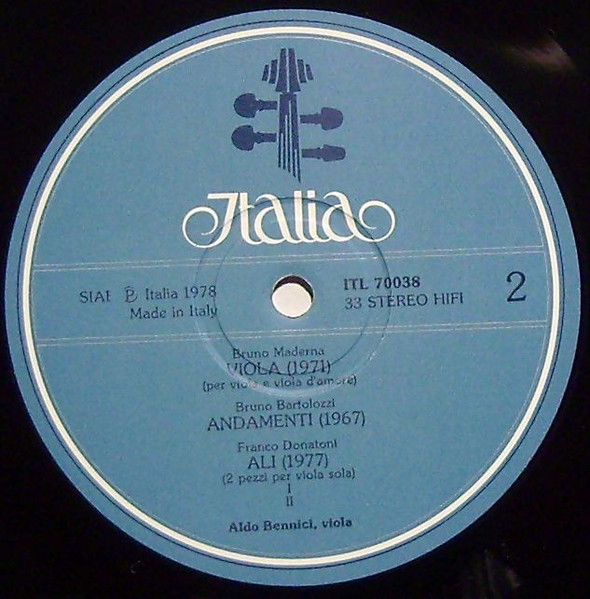 Italia
SIAE Ⓟ Italia 1978
Made in Italy
ITL 70038
33 STEREO HIFI
2
Bruno Maderna
VIOLA (1971)
(per viola e viola d'amore)
Bruno Bartolozzi
ANDAMENTI (1967)
Franco Donatoni
ALI (1977)
(2 pezzi per viola sola)
I
II
Aldo Bennici, viola